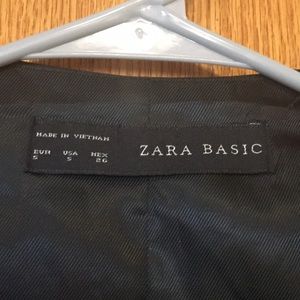 MADE IN VIETNAM
EUR USA MEX
S S 26
ZARA BASIC